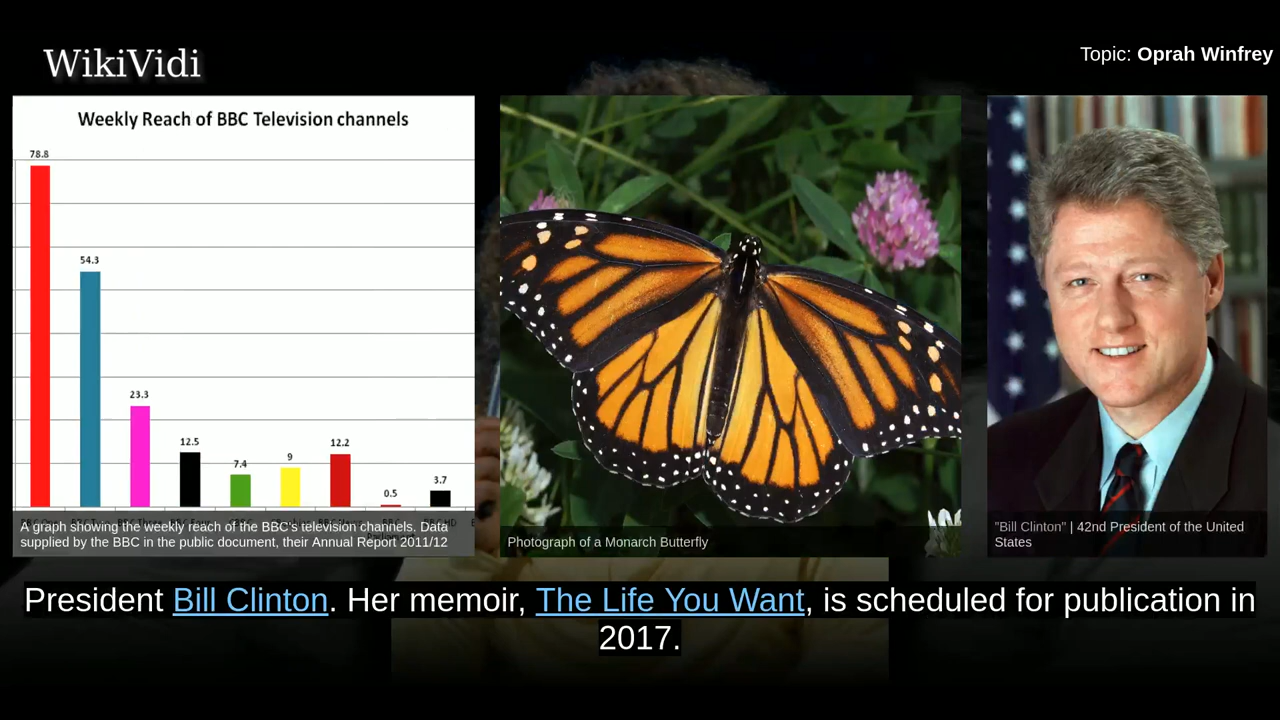 WikiVidi
Topic: Oprah Winfrey
Weekly Reach of BBC Television channels
78.8
54.3
23.3
12.5
7.4
9
12.2
0.5
3.7
A graph showing the weekly reach of the BBC's television channels. Data
supplied by the BBC in the public document, their Annual Report 2011/12
Photograph of a Monarch Butterfly
"Bill Clinton" | 42nd President of the United
States
President Bill Clinton. Her memoir, The Life You Want, is scheduled for publication in
2017.